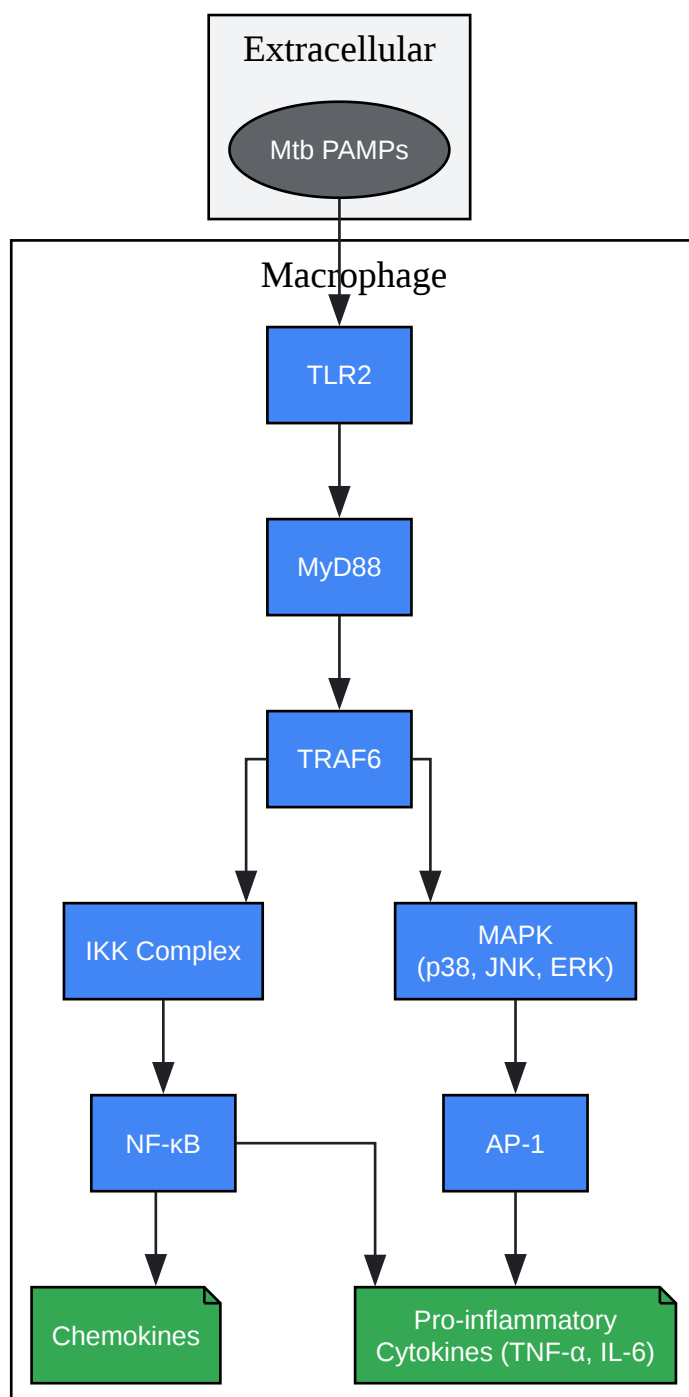 Extracellular
Mtb PAMPs
Macrophage
TLR2
MyD88
TRAF6
IKK Complex
MAPK
(p38, JNK, ERK)
NF-κB
AP-1
Chemokines
Pro-inflammatory
Cytokines (TNF-α, IL-6)